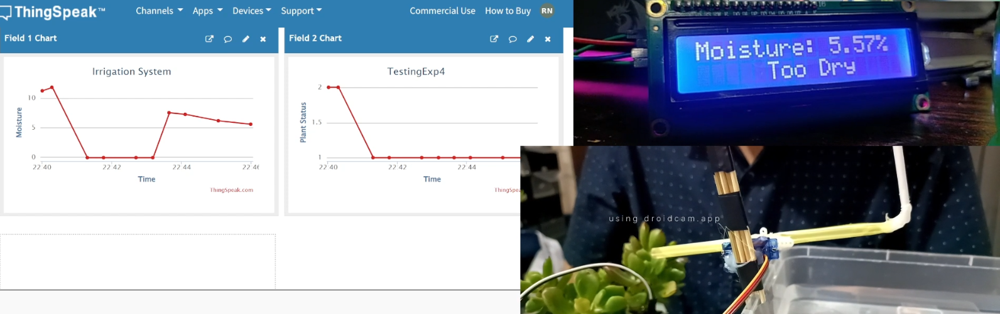 ThingSpeak™ Channels Apps Devices Support Commercial Use How to Buy RN
Field 1 Chart
Irrigation System
10
5
0
Moisture
22:40 22:42 22:44 22:46
Time
ThingSpeak.com
Field 2 Chart
TestingExp4
2
1.5
1
Plant Status
22:40 22:42 22:44
Time
Moisture: 5.57%
Too Dry
using droidcam.app